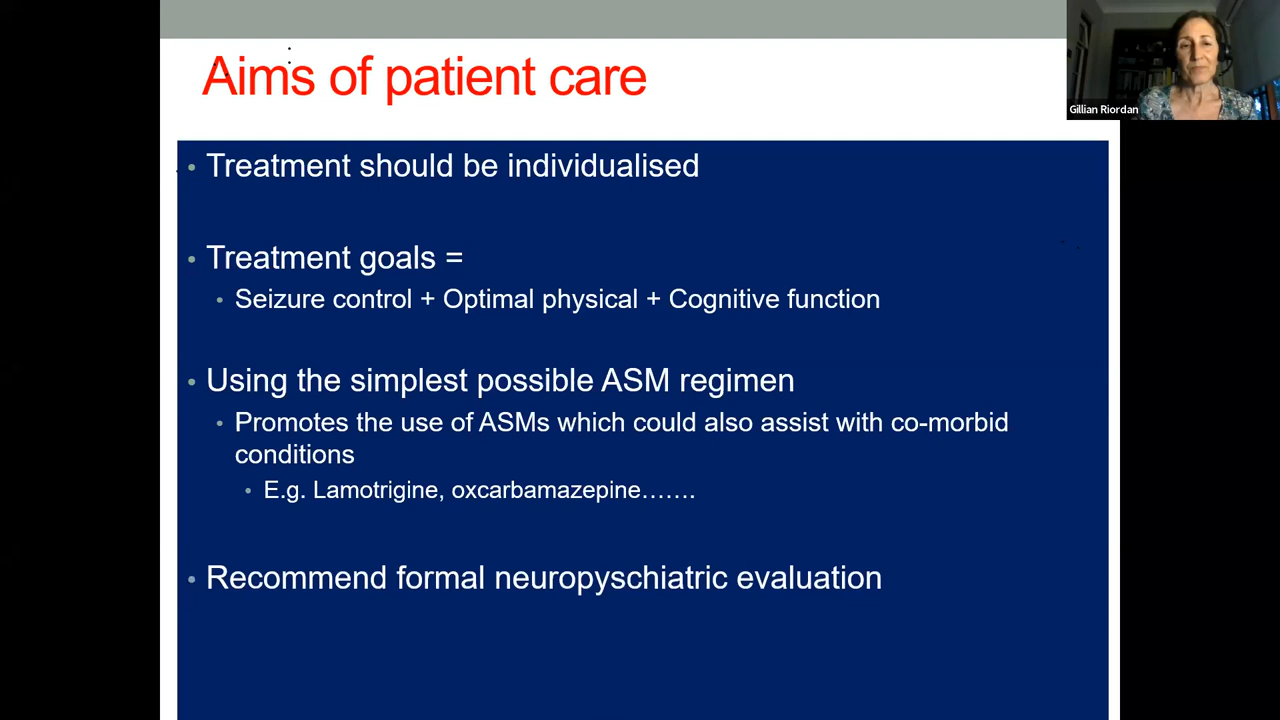 Aims of patient care
Gillian Riordan
• Treatment should be individualised
• Treatment goals =
• Seizure control + Optimal physical + Cognitive function
• Using the simplest possible ASM regimen
• Promotes the use of ASMs which could also assist with co-morbid
conditions
• E.g. Lamotrigine, oxcarbamazepine…….
• Recommend formal neuropyschiatric evaluation